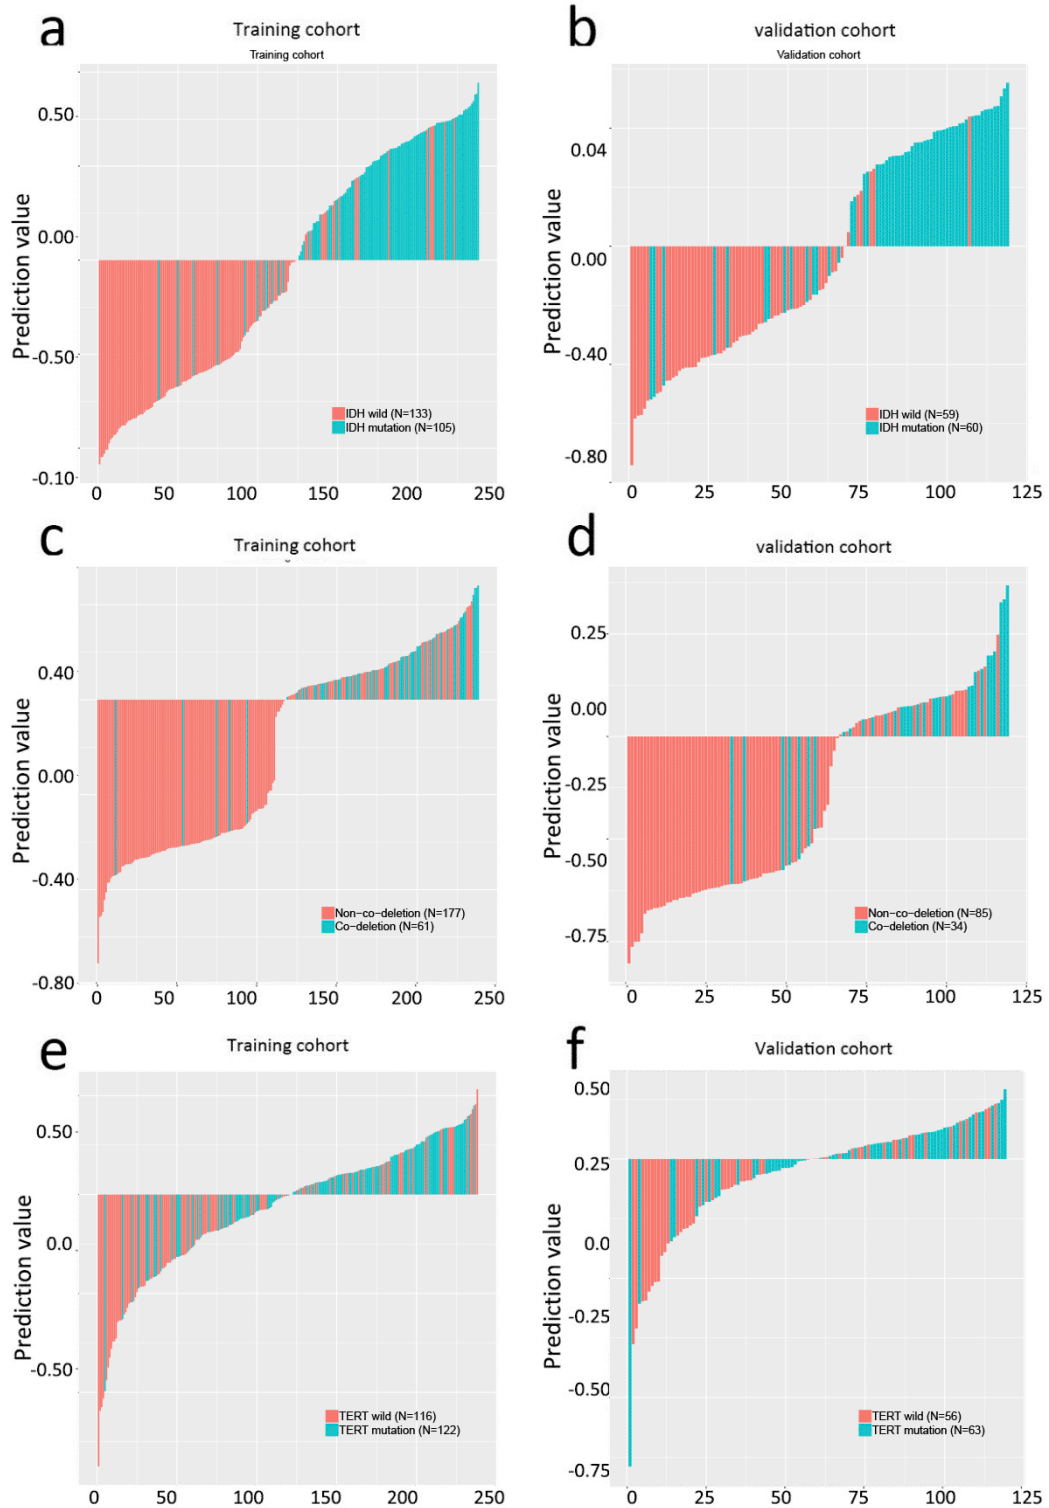 a
Training cohort
Training cohort
Prediction value
0.50
0.00
-0.50
-0.10
IDH wild (N=133)
IDH mutation (N=105)
0 50 100 150 200 250
b
validation cohort
Validation cohort
Prediction value
0.04
0.00
-0.40
-0.80
IDH wild (N=59)
IDH mutation (N=60)
0 25 50 75 100 125
c
Training cohort
Prediction value
0.40
0.00
-0.40
-0.80
Non-co-deletion (N=177)
Co-deletion (N=61)
0 50 100 150 200 250
d
validation cohort
Prediction value
0.25
0.00
-0.25
-0.50
-0.75
Non-co-deletion (N=85)
Co-deletion (N=34)
0 25 50 75 100 125
e
Training cohort
Prediction value
0.50
0.0
-0.50
TERT wild (N=116)
TERT mutation (N=122)
0 50 100 150 200 250
f
Validation cohort
Prediction value
0.50
0.25
0.0
-0.25
-0.50
-0.75
TERT wild (N=56)
TERT mutation (N=63)
0 25 50 75 100 125